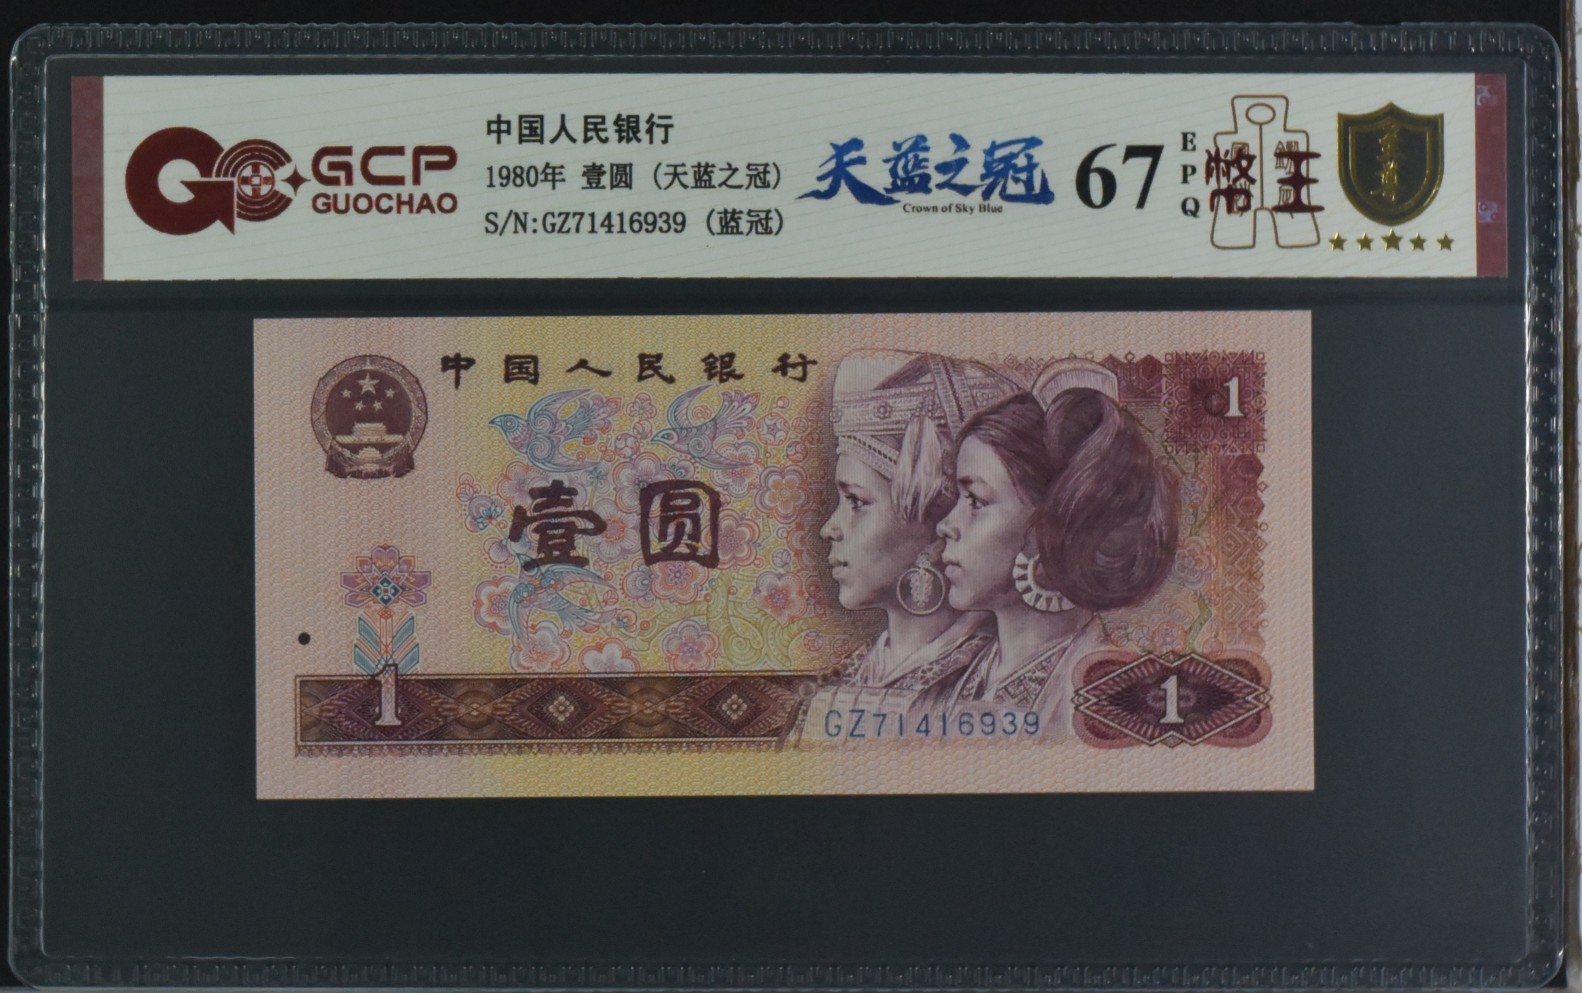 GCP
GUOCHAO
中国人民银行
1980年 壹圆 (天蓝之冠)
S/N:GZ71416939 (蓝冠)
天蓝之冠
Crown of Sky Blue
67
EPQ
中国人民银行
1
壹圆
1
GZ71416939
1